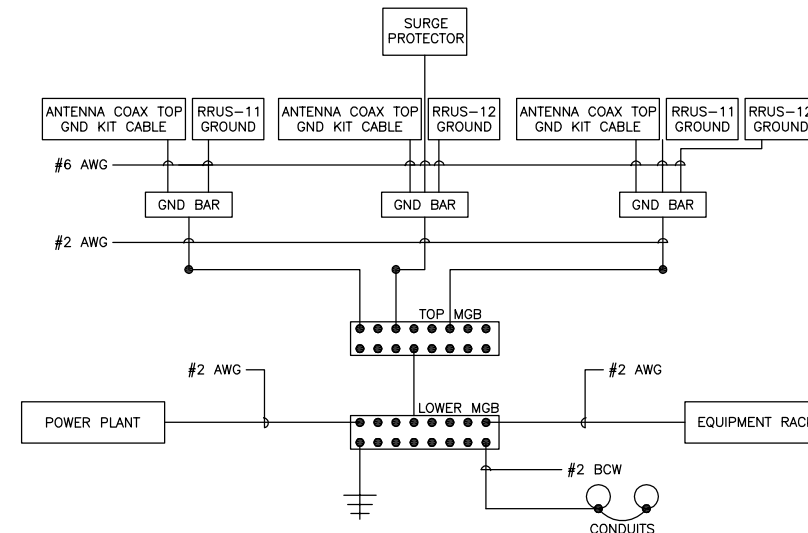 SURGE
PROTECTOR
ANTENNA COAX TOP
GND KIT CABLE
RRUS-11
GROUND
ANTENNA COAX TOP
GND KIT CABLE
RRUS-12
GROUND
ANTENNA COAX TOP
GND KIT CABLE
RRUS-11
GROUND
RRUS-12
GROUND
#6 AWG
GND BAR
GND BAR
GND BAR
#2 AWG
TOP MGB
#2 AWG
#2 AWG
LOWER MGB
POWER PLANT
EQUIPMENT RAC
#2 BCW
CONDUITS